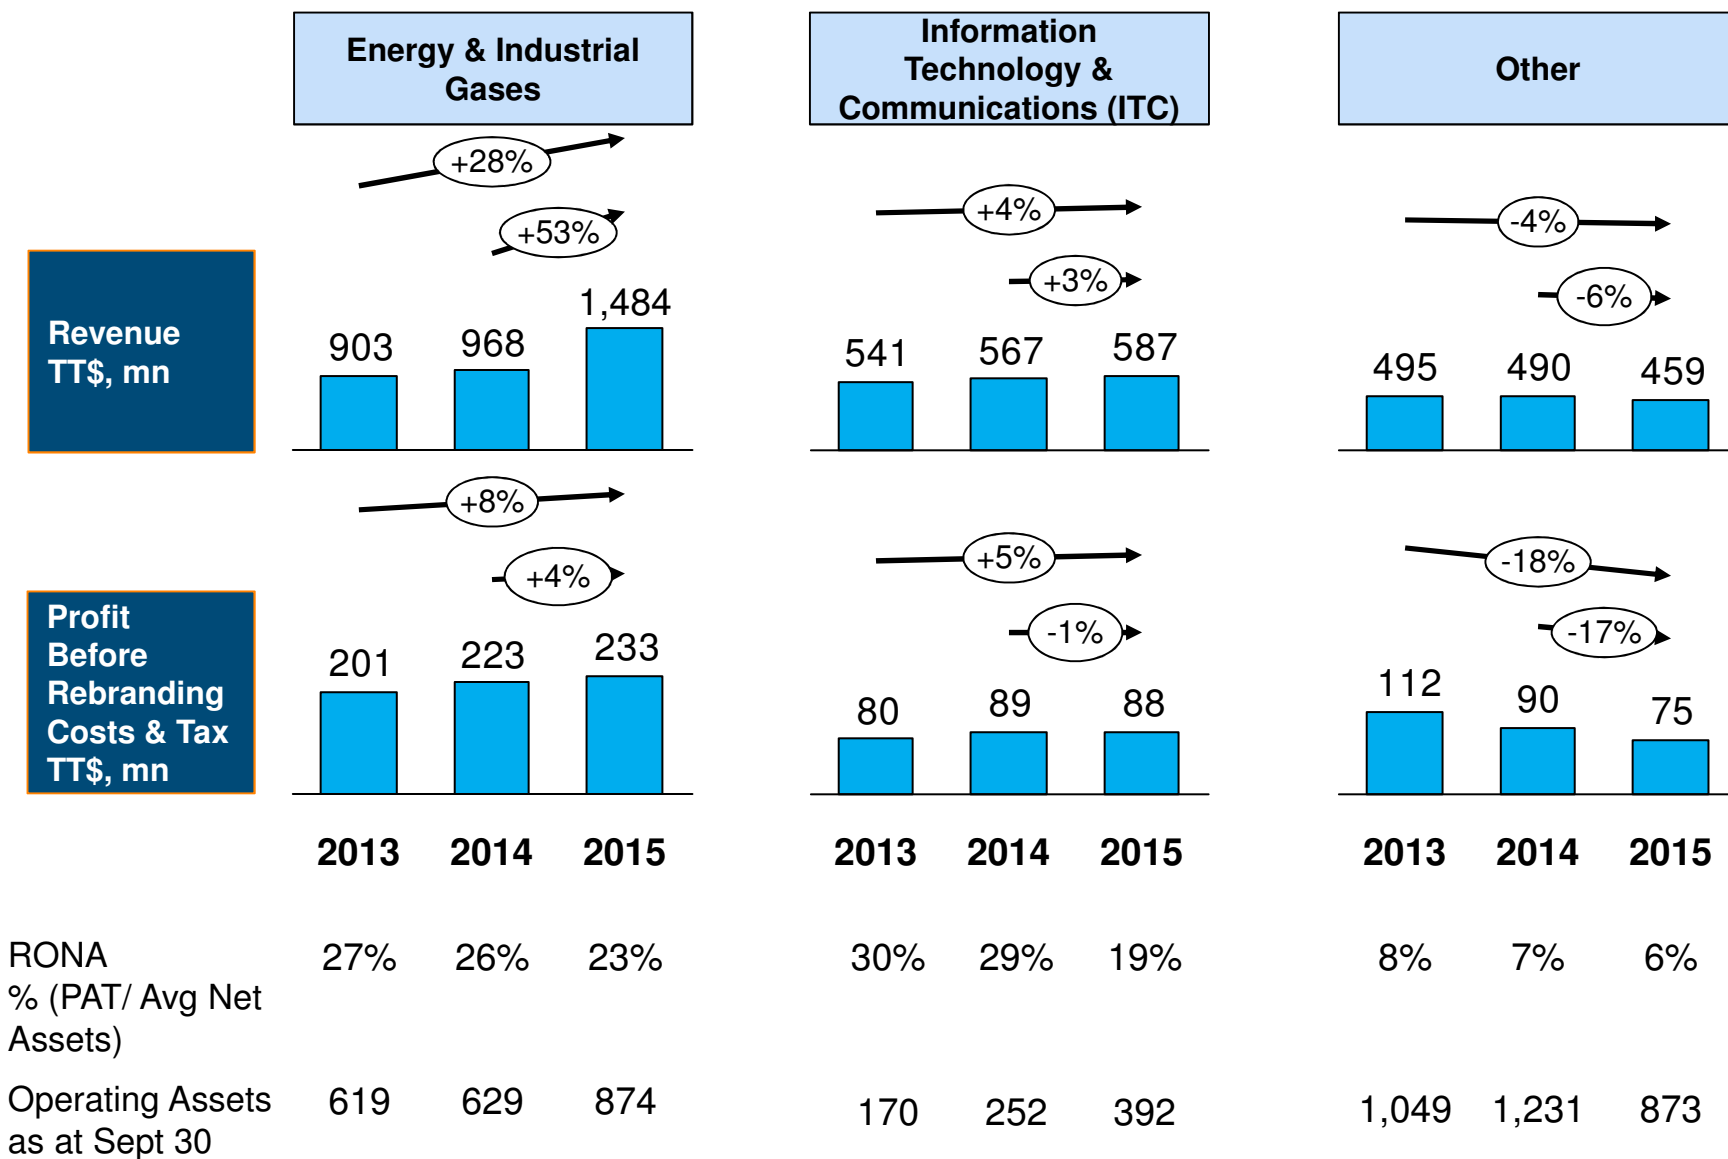 Energy & Industrial
Gases
Information
Technology &
Communications (ITC)
Other
+28%
+53%
+4%
+3%
-4%
-6%
Revenue
TT$, mn
903 968 1,484
541 567 587
495 490 459
+8%
+4%
+5%
-1%
-18%
-17%
Profit
Before
Rebranding
Costs & Tax
TT$, mn
201 223 233
80 89 88
112 90 75
2013 2014 2015
2013 2014 2015
2013 2014 2015
RONA
% (PAT/ Avg Net
Assets)
27% 26% 23%
30% 29% 19%
8% 7% 6%
Operating Assets
as at Sept 30
619 629 874
170 252 392
1,049 1,231 873